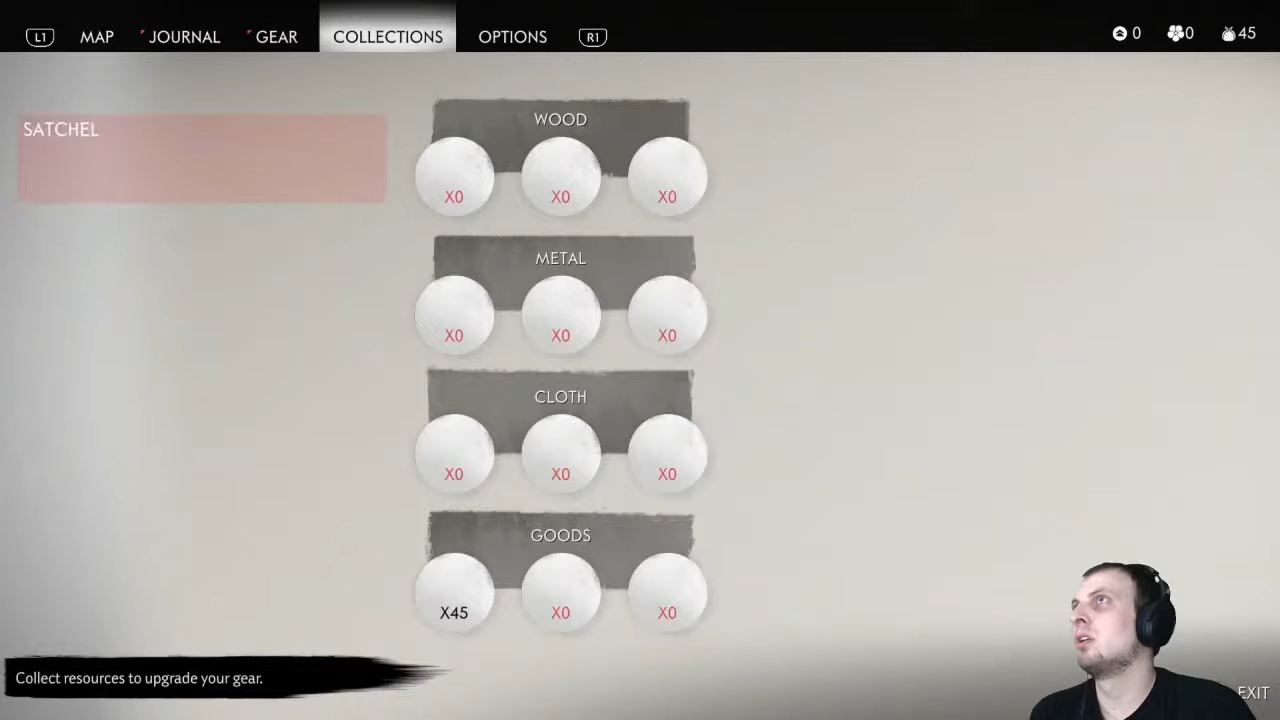 L1 MAP JOURNAL GEAR COLLECTIONS OPTIONS R1 0 0 45
SATCHEL
WOOD
X0 X0 X0
METAL
X0 X0 X0
CLOTH
X0 X0 X0
GOODS
X45 X0 X0
Collect resources to upgrade your gear.
EXIT